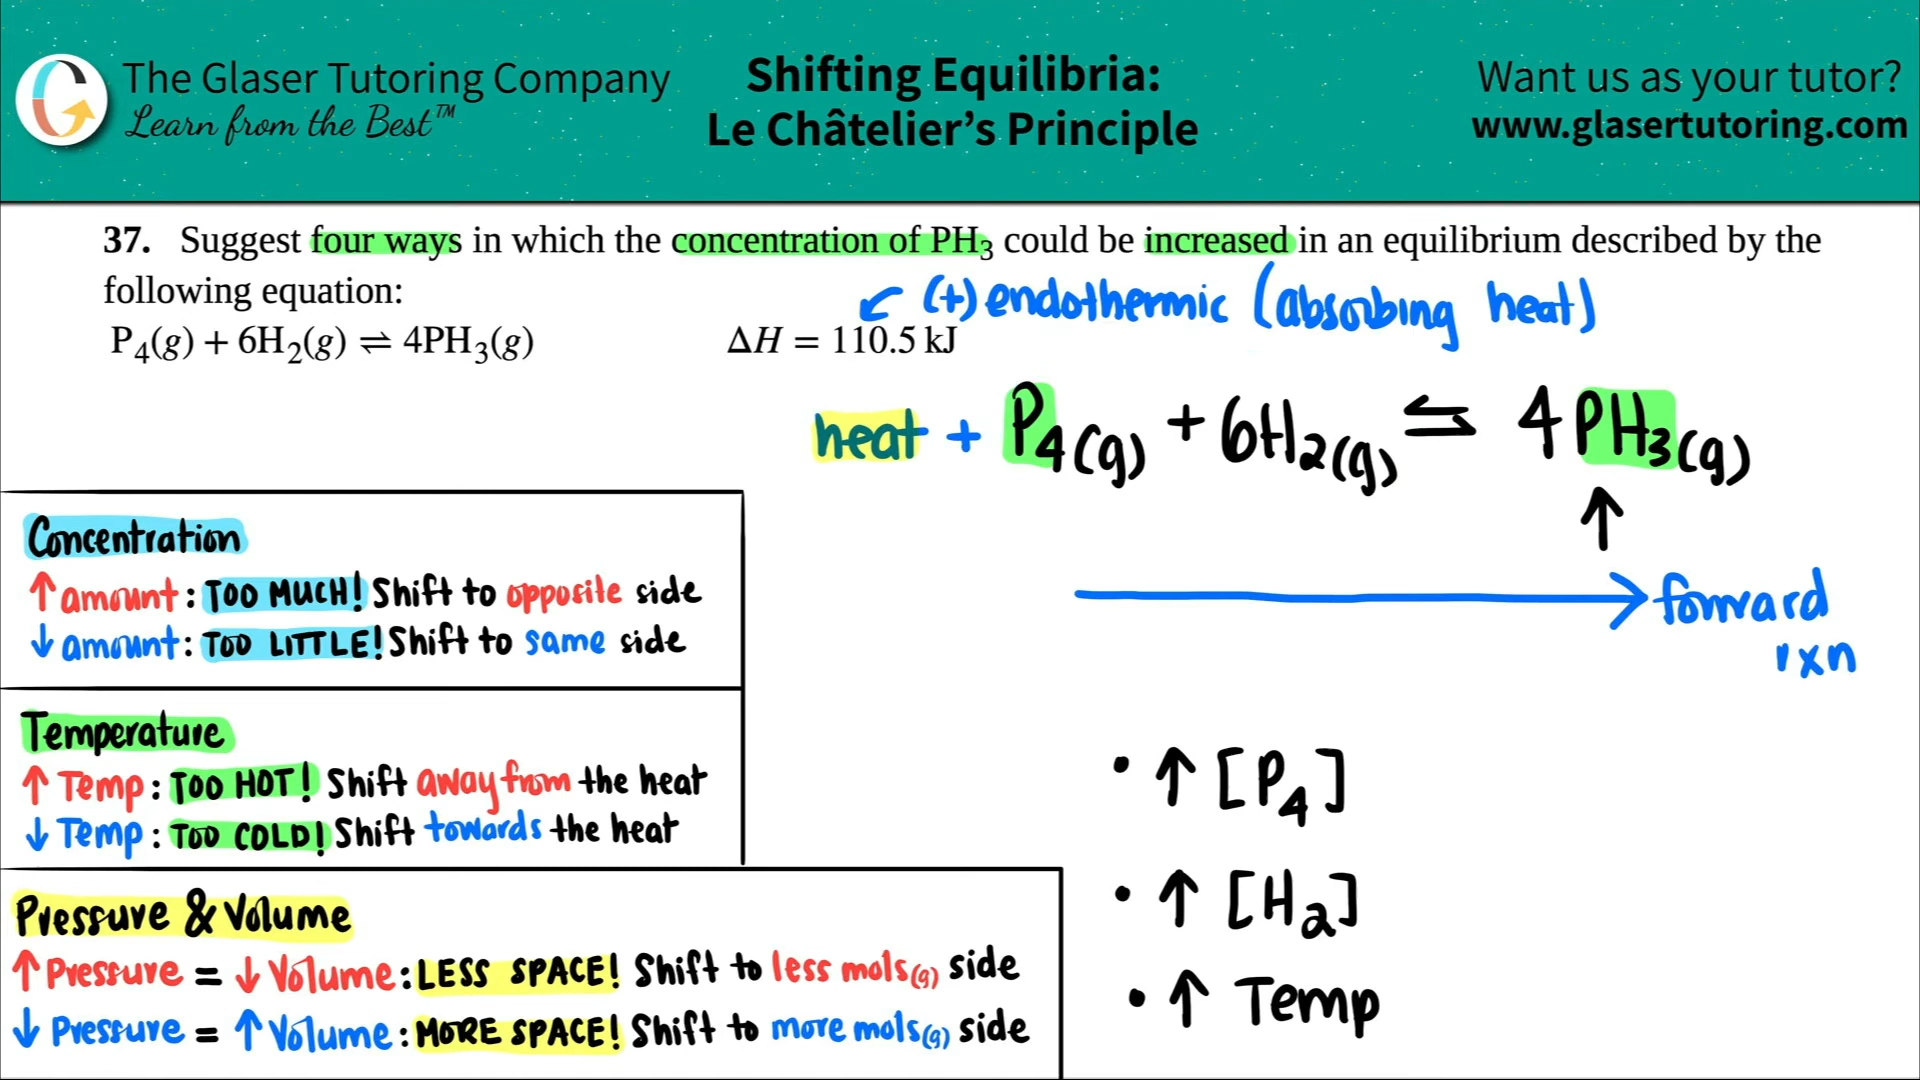 The Glaser Tutoring Company
Learn from the Best™
Shifting Equilibria:
Le Châtelier's Principle
Want us as your tutor?
www.glasertutoring.com
37. Suggest four ways in which the concentration of PH₃ could be increased in an equilibrium described by the
following equation:
(+) endothermic (absorbing heat)
P₄(g) + 6H₂(g) ⇌ 4PH₃(g) ΔH = 110.5 kJ
heat + P₄(g) + 6H₂(g) ⇆ 4PH₃(g)
↑
forward
rxn
Concentration
↑ amount: TOO MUCH! Shift to opposite side
↓ amount: TOO LITTLE! Shift to same side
Temperature
↑ Temp: TOO HOT! Shift away from the heat
↓ Temp: TOO COLD! Shift towards the heat
Pressure & Volume
↑ Pressure = ↓ Volume: LESS SPACE! Shift to less mols(g) side
↓ Pressure = ↑ Volume: MORE SPACE! Shift to more mols(g) side
• ↑ [P₄]
• ↑ [H₂]
• ↑ Temp